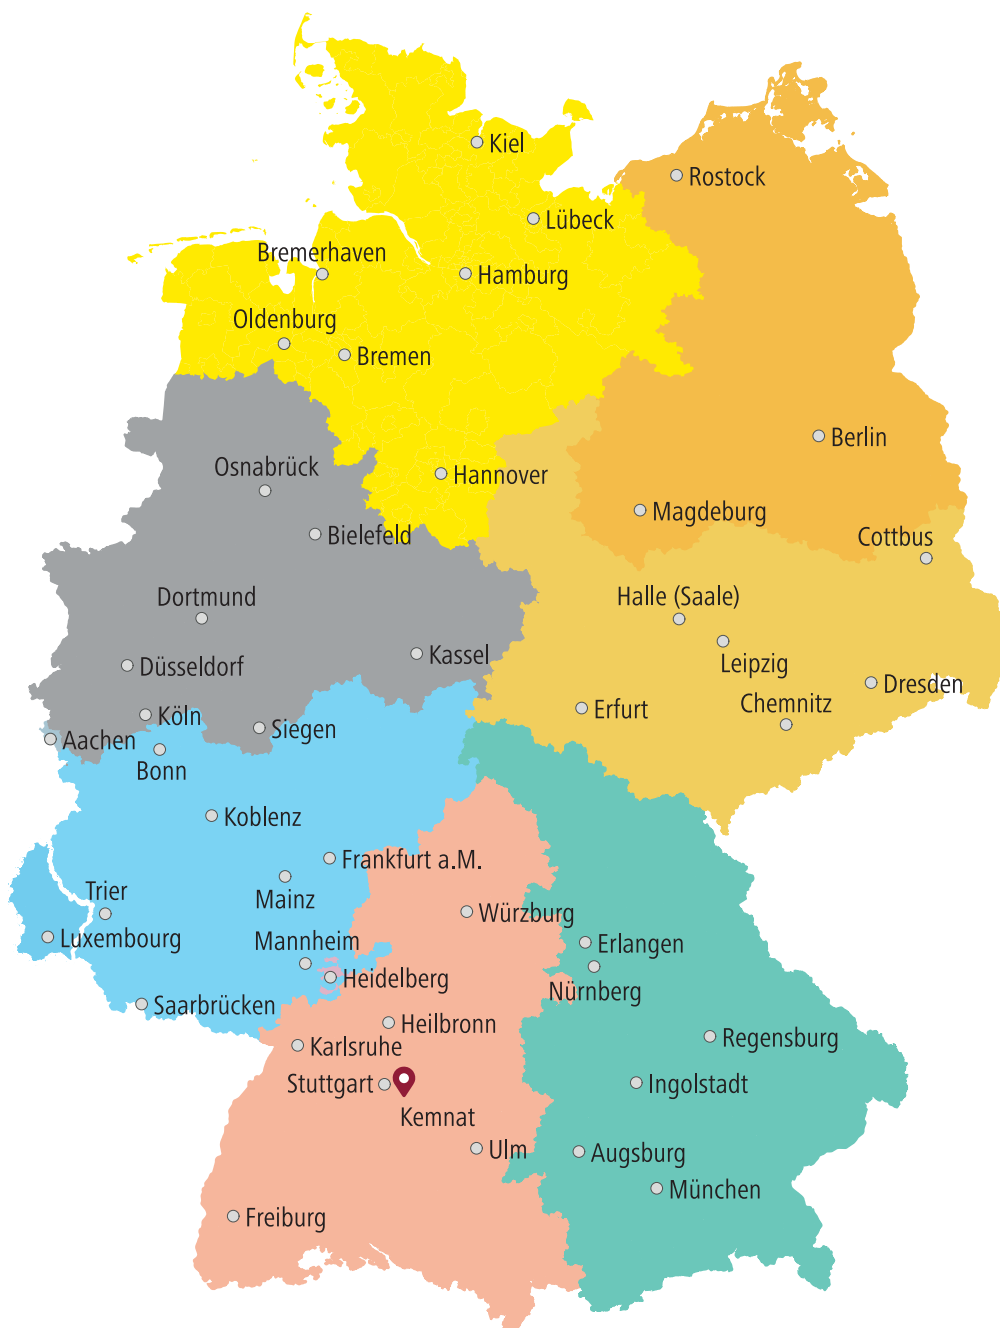 Kiel
Rostock
Lübeck
Bremerhaven
Hamburg
Oldenburg
Bremen
Berlin
Osnabrück
Hannover
Magdeburg
Bielefeld
Cottbus
Dortmund
Halle (Saale)
Kassel
Leipzig
Düsseldorf
Dresden
Chemnitz
Erfurt
Köln
Siegen
Aachen
Bonn
Koblenz
Frankfurt a.M.
Trier
Mainz
Würzburg
Luxembourg
Mannheim
Erlangen
Heidelberg
Nürnberg
Saarbrücken
Heilbronn
Regensburg
Karlsruhe
Stuttgart
Ingolstadt
Kemnat
Ulm
Augsburg
München
Freiburg